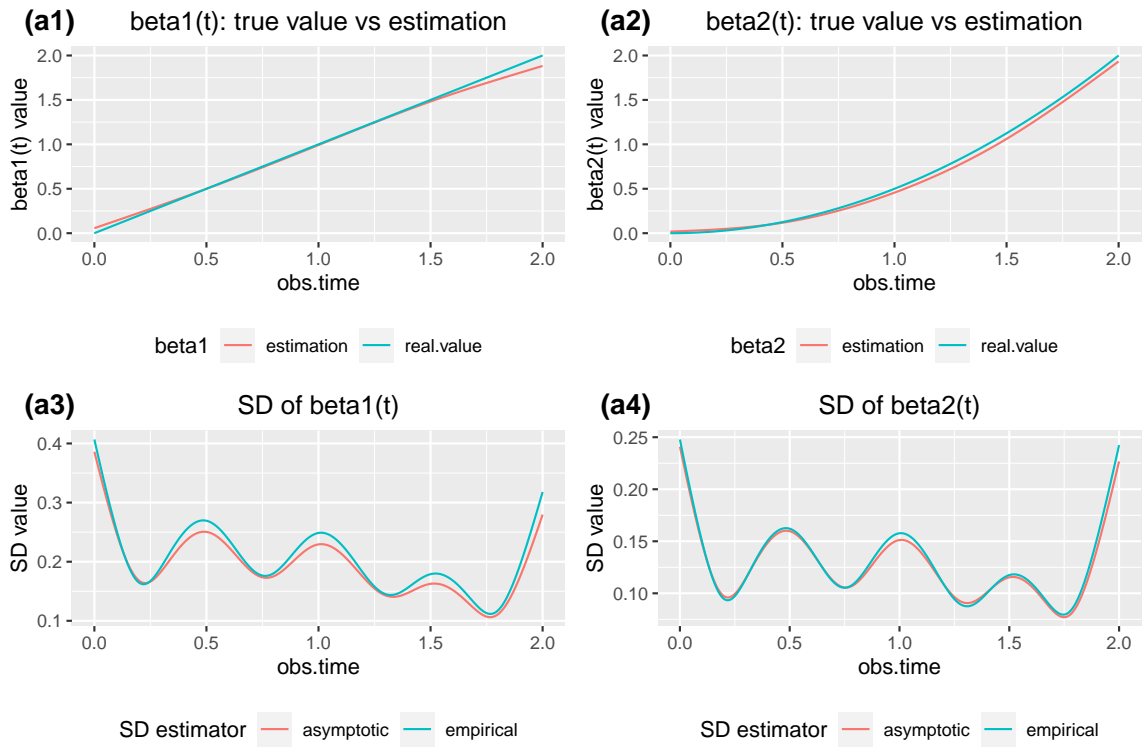 (a1) beta1(t): true value vs estimation
beta1(t) value
2.0
1.5
1.0
0.5
0.0
0.0 0.5 1.0 1.5 2.0
obs.time
beta1 estimation real.value
(a2) beta2(t): true value vs estimation
beta2(t) value
2.0
1.5
1.0
0.5
0.0
0.0 0.5 1.0 1.5 2.0
obs.time
beta2 estimation real.value
(a3) SD of beta1(t)
SD value
0.4
0.3
0.2
0.1
0.0 0.5 1.0 1.5 2.0
obs.time
SD estimator asymptotic empirical
(a4) SD of beta2(t)
SD value
0.25
0.20
0.15
0.10
0.0 0.5 1.0 1.5 2.0
obs.time
SD estimator asymptotic empirical